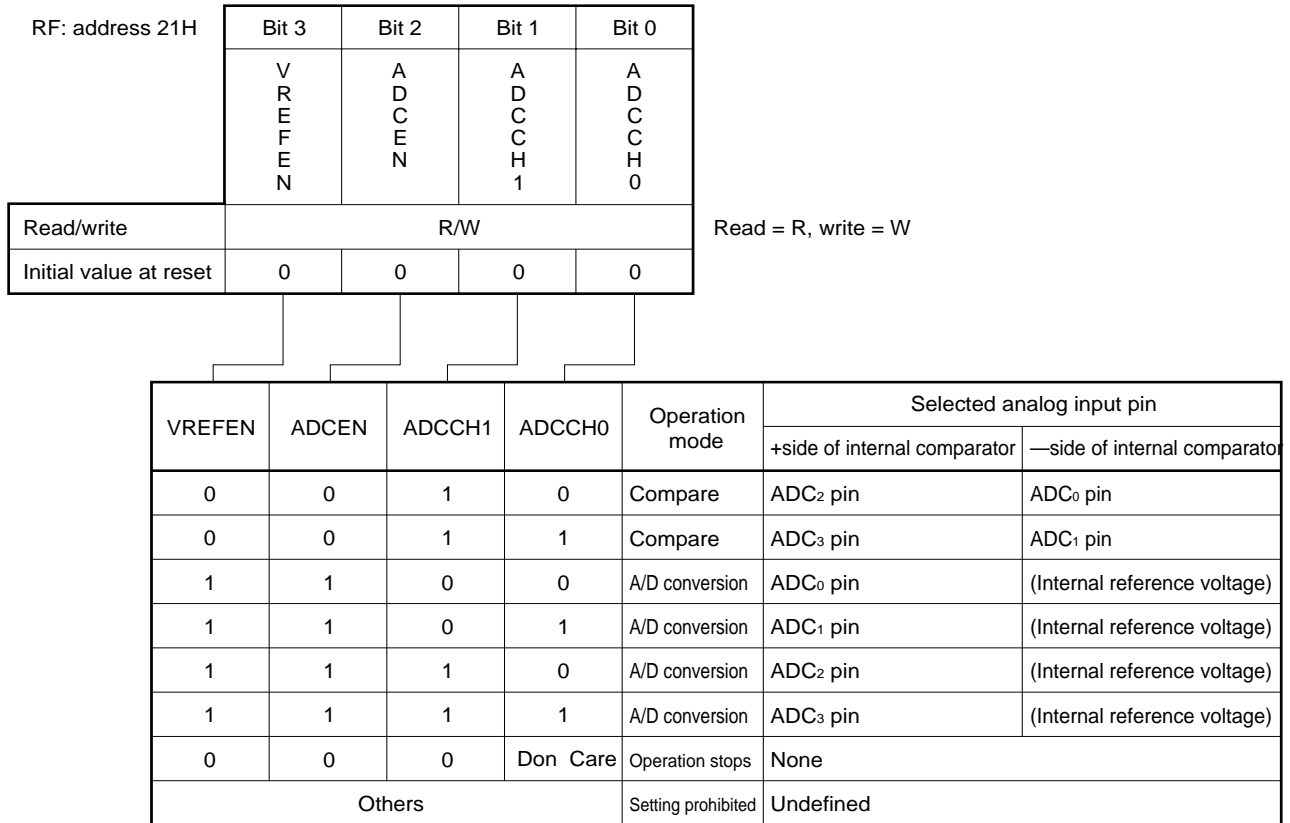 RF: address 21H Bit 3 Bit 2 Bit 1 Bit 0
VREFEN ADCEN ADCCH1 ADCCH0
Read/write R/W Read = R, write = W
Initial value at reset 0 0 0 0
VREFEN ADCEN ADCCH1 ADCCH0 Operation mode Selected analog input pin
+side of internal comparator —side of internal comparator
0 0 1 0 Compare ADC2 pin ADC0 pin
0 0 1 1 Compare ADC3 pin ADC1 pin
1 1 0 0 A/D conversion ADC0 pin (Internal reference voltage)
1 1 0 1 A/D conversion ADC1 pin (Internal reference voltage)
1 1 1 0 A/D conversion ADC2 pin (Internal reference voltage)
1 1 1 1 A/D conversion ADC3 pin (Internal reference voltage)
0 0 0 Don Care Operation stops None
Others Setting prohibited Undefined